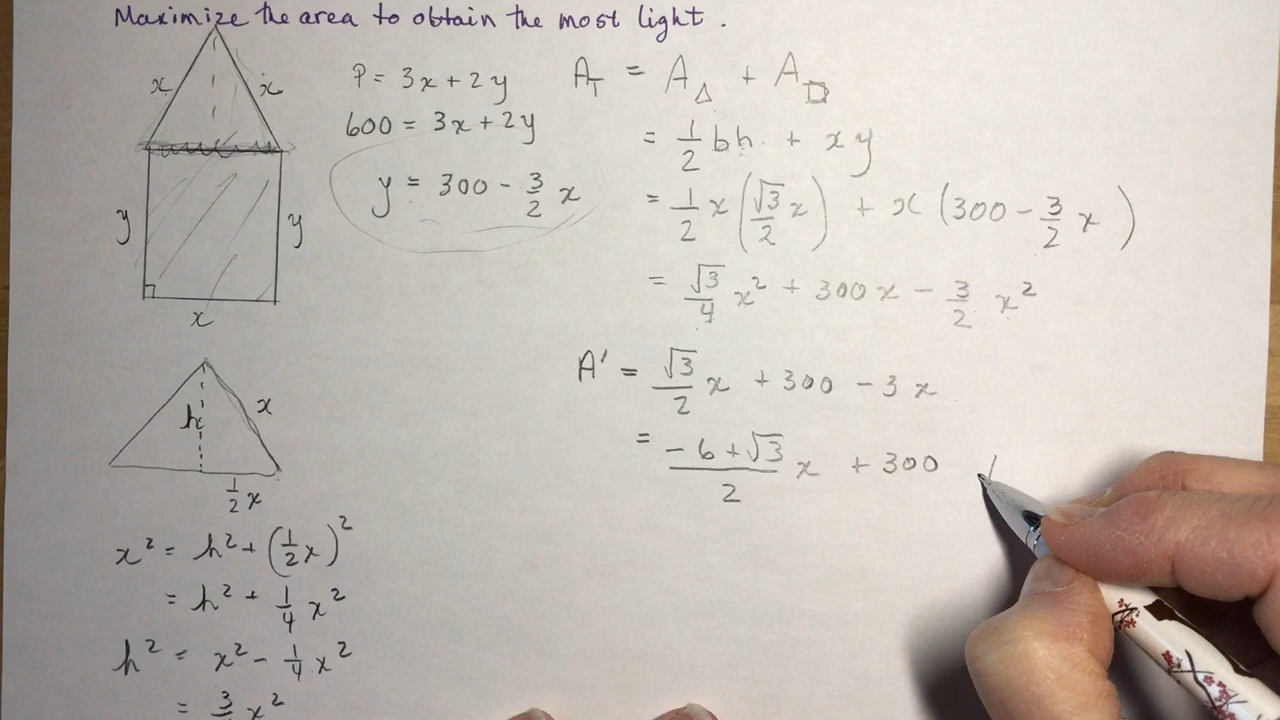 Maximize the area to obtain the most light.
x x
y y
x
P = 3x + 2y
600 = 3x + 2y
y = 300 - 3/2 x
h x
1/2 x
x² = h² + (1/2 x)²
= h² + 1/4 x²
h² = x² - 1/4 x²
= 3/ x²
A_T = A_△ + A_□
= 1/2 bh + xy
= 1/2 x (√3/2 x) + x (300 - 3/2 x)
= √3/4 x² + 300x - 3/2 x²
A' = √3/2 x + 300 - 3x
= (-6 + √3)/2 x + 300